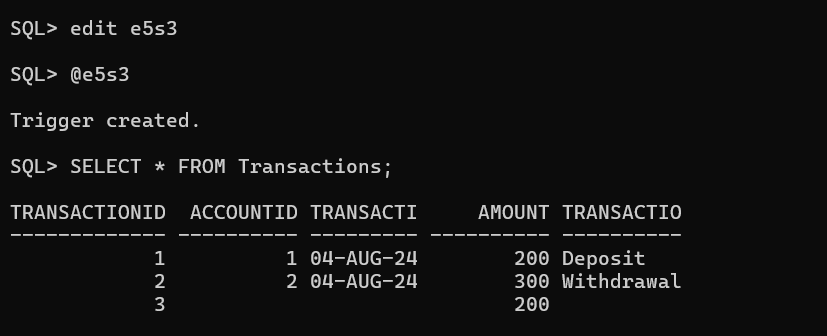 SQL> edit e5s3
SQL> @e5s3
Trigger created.
SQL> SELECT * FROM Transactions;
TRANSACTIONID  ACCOUNTID TRANSACTI     AMOUNT TRANSACTIO
------------- ---------- --------- ---------- ----------
            1          1 04-AUG-24        200 Deposit
            2          2 04-AUG-24        300 Withdrawal
            3                             200